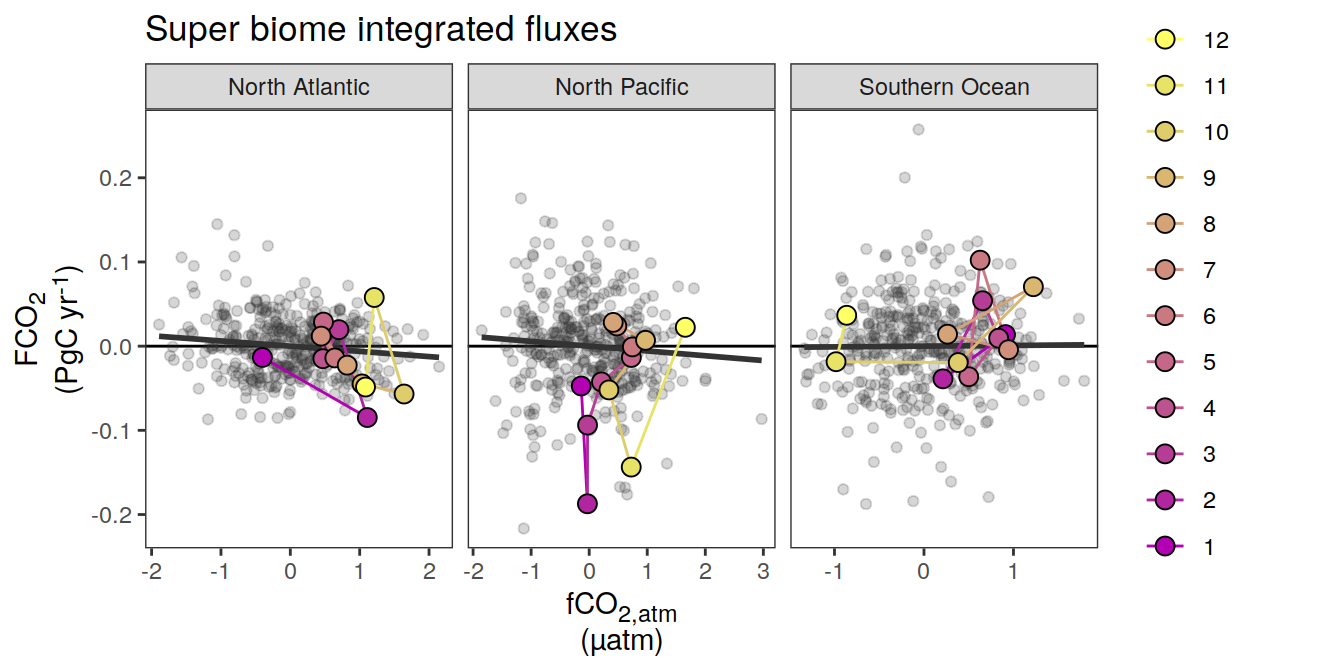 Super biome integrated fluxes
North Atlantic
North Pacific
Southern Ocean
FCO2
(PgC yr-1)
0.2
0.1
0.0
-0.1
-0.2
-2 -1 0 1 2
-2 -1 0 1 2 3
-1 0 1
fCO2,atm
(µatm)
12
11
10
9
8
7
6
5
4
3
2
1